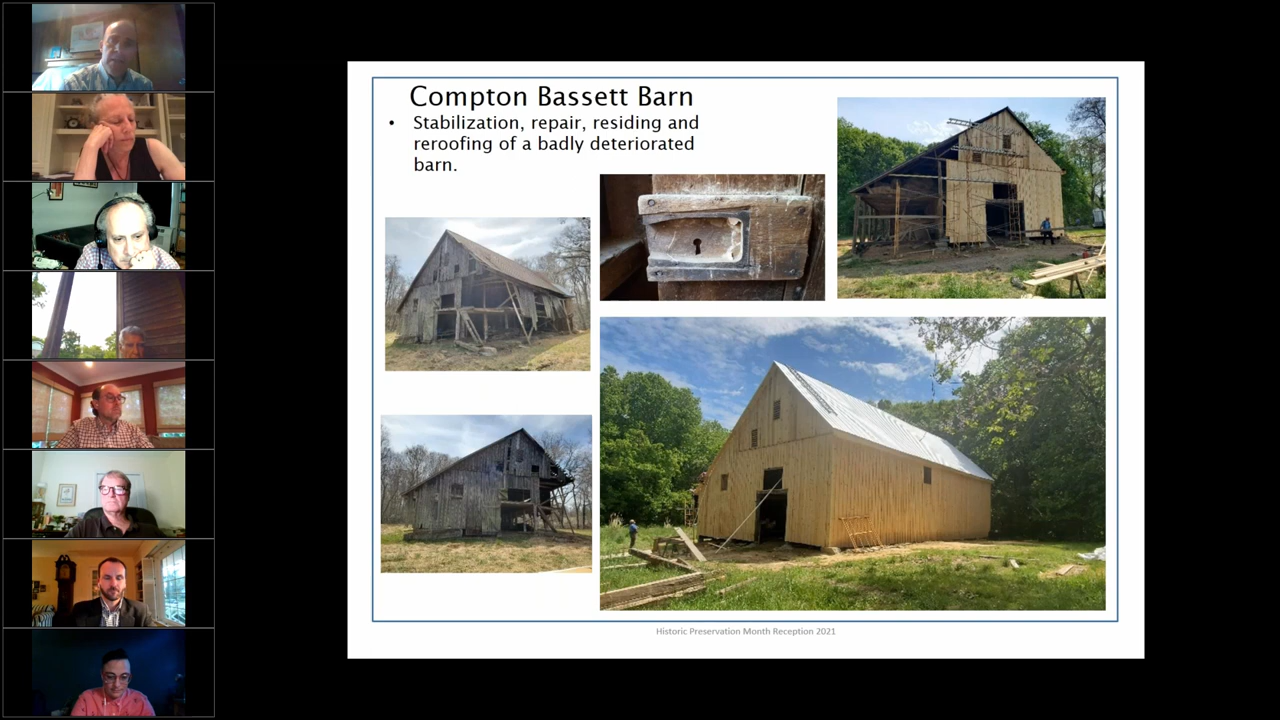 Compton Bassett Barn
• Stabilization, repair, residing and
reroofing of a badly deteriorated
barn.
Historic Preservation Month Reception 2021